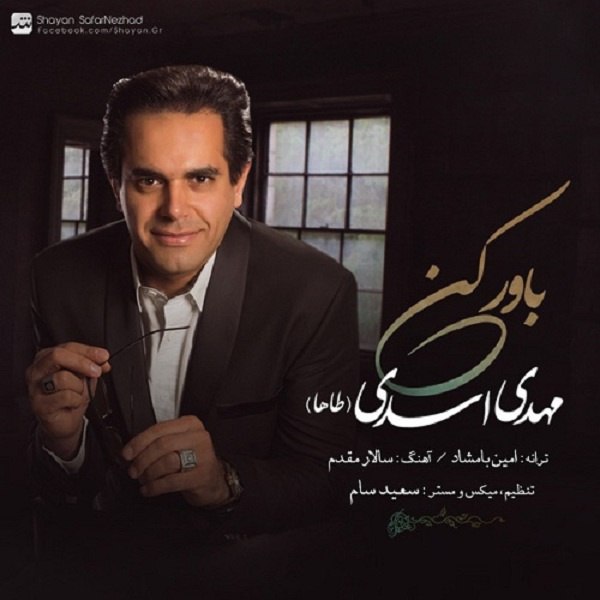 Shayan SafariNezhad
facebook.com/Shayan.Gr
باور کن
مهدی اسدی (طاها)
ترانه : امین بامشاد / آهنگ : سالار مقدم
تنظیم، میکس و مستر : سعید سام